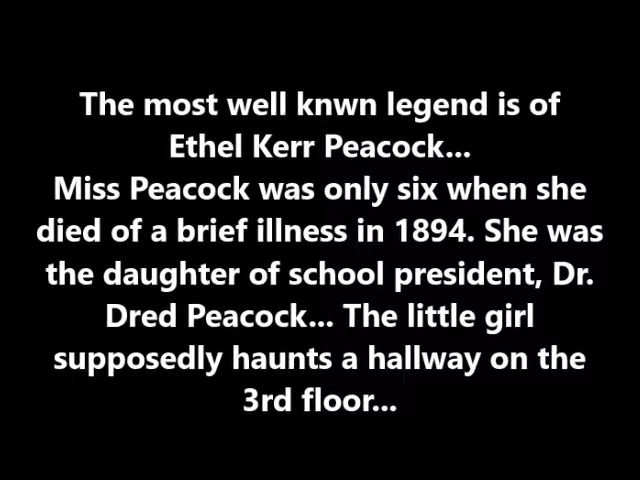 The most well knwn legend is of
Ethel Kerr Peacock...
Miss Peacock was only six when she
died of a brief illness in 1894. She was
the daughter of school president, Dr.
Dred Peacock... The little girl
supposedly haunts a hallway on the
3rd floor...